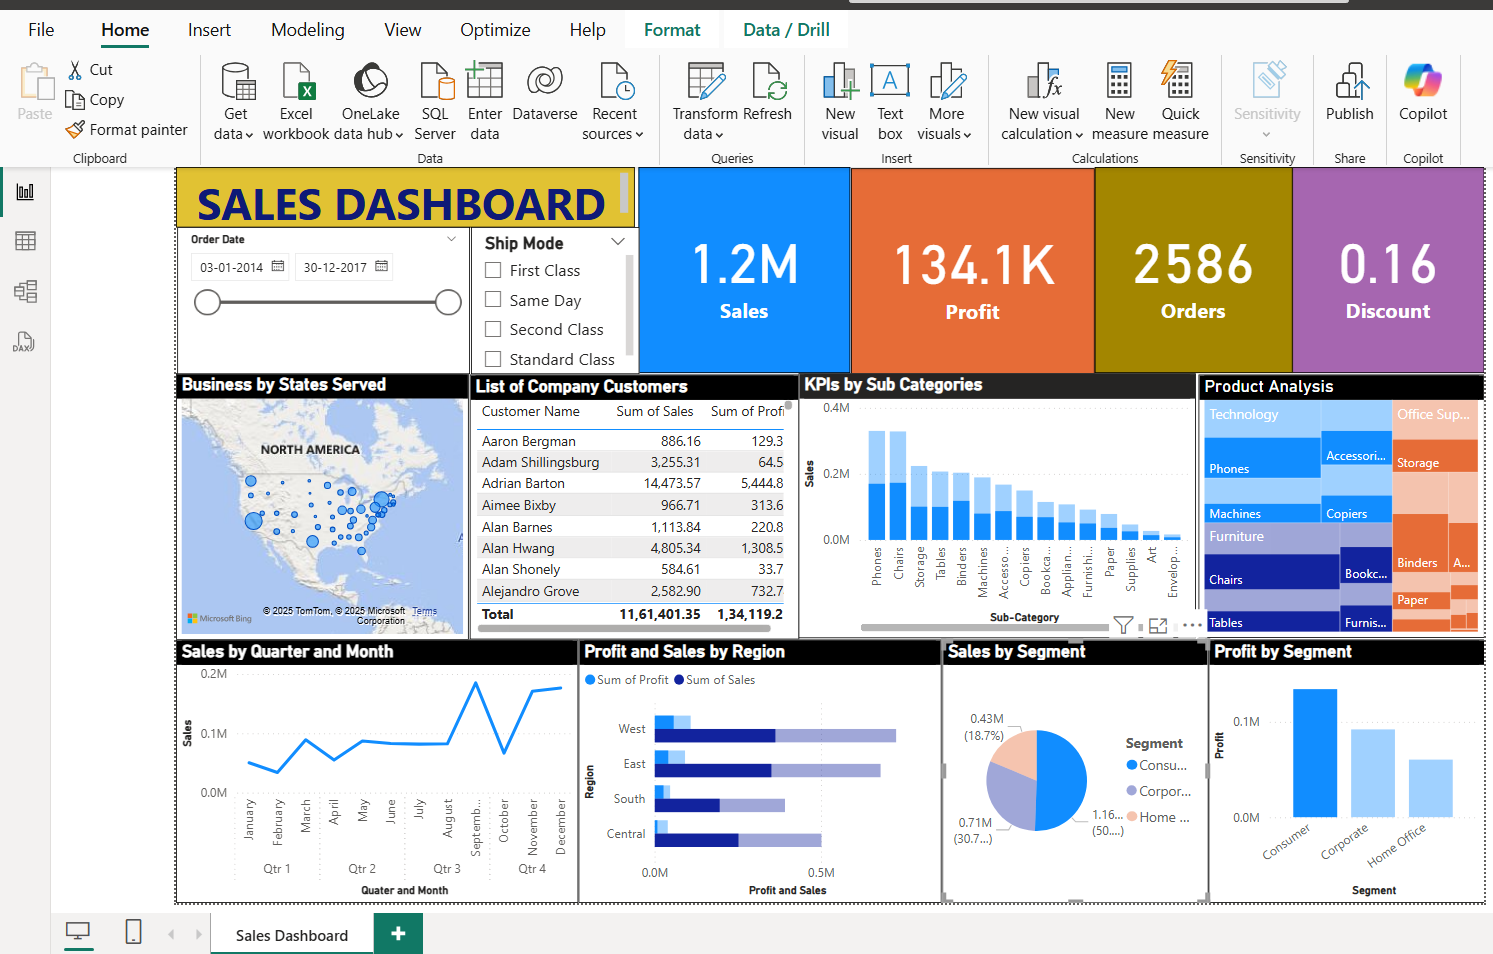 File Home Insert Modeling View Optimize Help Format Data / Drill
Paste
Cut
Copy
Format painter
Clipboard
Get data
Excel workbook
OneLake data hub
SQL Server
Enter data
Dataverse
Recent sources
Data
Transform data
Refresh
Queries
New visual
A
Text box
More visuals
Insert
New visual calculation
New measure
Quick measure
Calculations
Sensitivity
Sensitivity
Publish
Share
Copilot
Copilot
DAX
SALES DASHBOARD
Order Date
03-01-2014
30-12-2017
Ship Mode
First Class
Same Day
Second Class
Standard Class
1.2M
Sales
134.1K
Profit
2586
Orders
0.16
Discount
Business by States Served
NORTH AMERICA
Microsoft Bing
© 2025 TomTom, © 2025 Microsoft Corporation
Terms
List of Company Customers
Customer Name Sum of Sales Sum of Profi
Aaron Bergman 886.16 129.3
Adam Shillingsburg 3,255.31 64.5
Adrian Barton 14,473.57 5,444.8
Aimee Bixby 966.71 313.6
Alan Barnes 1,113.84 220.8
Alan Hwang 4,805.34 1,308.5
Alan Shonely 584.61 33.7
Alejandro Grove 2,582.90 732.7
Total 11,61,401.35 1,34,119.2
KPIs by Sub Categories
0.4M
0.2M
0.0M
Sales
Phones
Chairs
Storage
Tables
Binders
Machines
Accesso...
Copiers
Bookca...
Applian...
Furnishi...
Paper
Supplies
Art
Envelop...
Sub-Category
Product Analysis
Technology
Phones
Accessori...
Machines
Copiers
Furniture
Chairs
Bookc...
Tables
Furnis...
Office Sup...
Storage
Binders
A...
Paper
Sales by Quarter and Month
0.2M
0.1M
0.0M
Sales
January
February
March
April
May
June
July
August
Septemb...
October
November
December
Qtr 1
Qtr 2
Qtr 3
Qtr 4
Quater and Month
Profit and Sales by Region
Sum of Profit
Sum of Sales
Region
West
East
South
Central
0.0M
0.5M
Profit and Sales
Sales by Segment
0.43M
(18.7%)
0.71M
(30.7...)
1.16...
(50....)
Segment
Consu...
Corpor...
Home ...
Profit by Segment
0.1M
0.0M
Profit
Consumer
Corporate
Home Office
Segment
Sales Dashboard
+